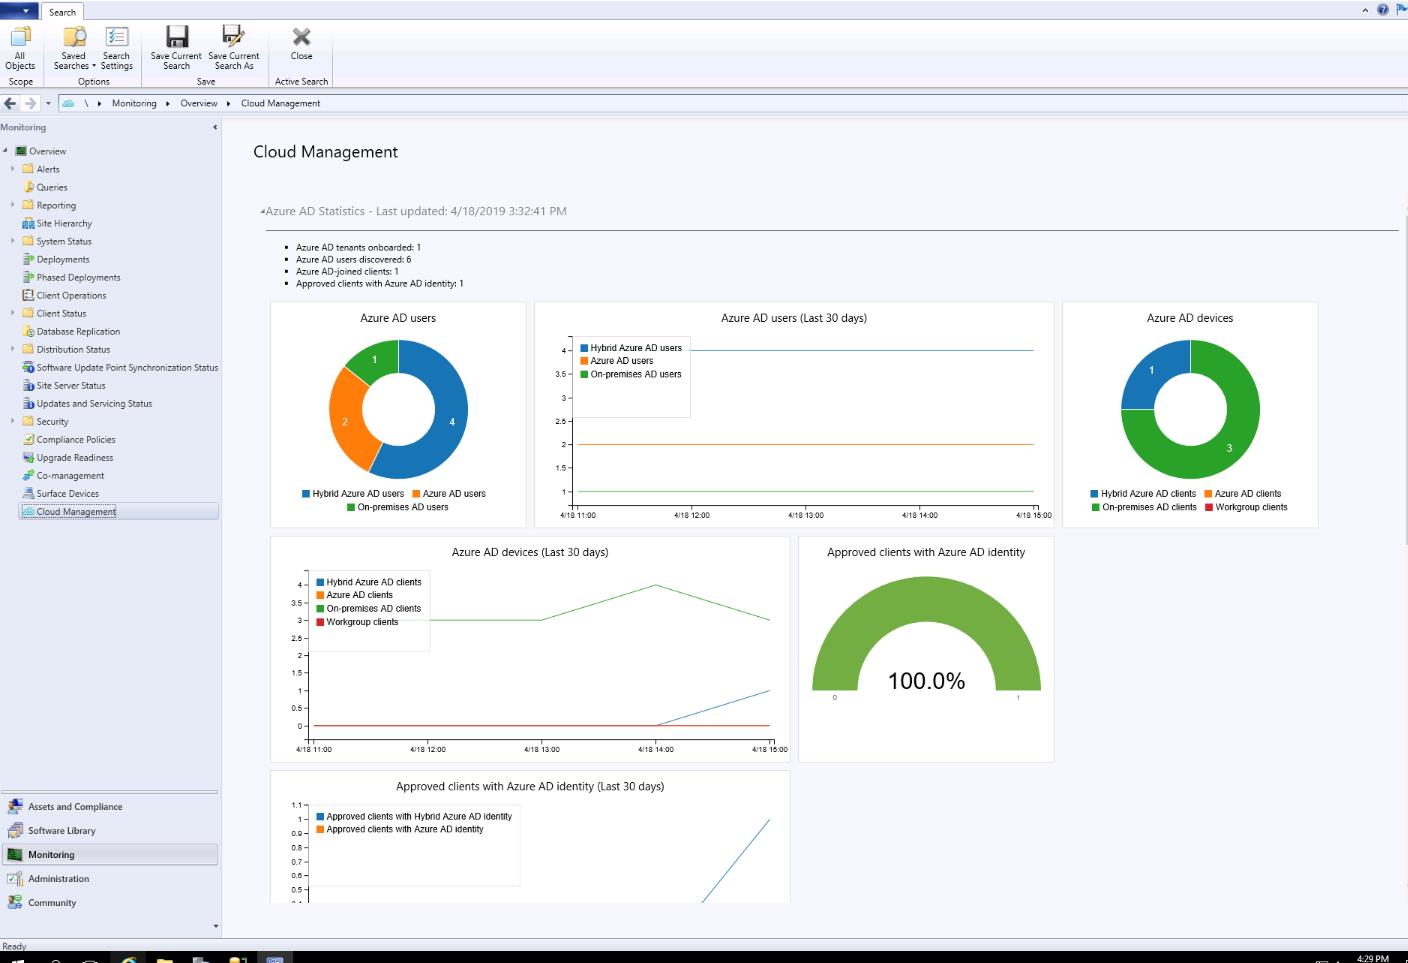 Search
All Objects
Saved Searches
Search Settings
Save Current Search
Save Current Search As
Close
Scope
Options
Save
Active Search
\ Monitoring Overview Cloud Management
Monitoring
Overview
Alerts
Queries
Reporting
Site Hierarchy
System Status
Deployments
Phased Deployments
Client Operations
Client Status
Database Replication
Distribution Status
Software Update Point Synchronization Status
Site Server Status
Updates and Servicing Status
Security
Compliance Policies
Upgrade Readiness
Co-management
Surface Devices
Cloud Management
Assets and Compliance
Software Library
Monitoring
Administration
Community
Cloud Management
Azure AD Statistics - Last updated: 4/18/2019 3:32:41 PM
Azure AD tenants onboarded: 1
Azure AD users discovered: 6
Azure AD-joined clients: 1
Approved clients with Azure AD identity: 1
Azure AD users
1
2
4
Hybrid Azure AD users Azure AD users
On-premises AD users
Azure AD users (Last 30 days)
Hybrid Azure AD users
Azure AD users
On-premises AD users
4
3.5
3
2.5
2
1.5
1
4/18 11:00 4/18 12:00 4/18 13:00 4/18 14:00 4/18 15:00
Azure AD devices
1
3
Hybrid Azure AD clients Azure AD clients
On-premises AD clients Workgroup clients
Azure AD devices (Last 30 days)
Hybrid Azure AD clients
Azure AD clients
On-premises AD clients
Workgroup clients
4
3.5
3
2.5
2
1.5
1
0.5
0
4/18 11:00 4/18 12:00 4/18 13:00 4/18 14:00 4/18 15:00
Approved clients with Azure AD identity
100.0%
0 1
Approved clients with Azure AD identity (Last 30 days)
Approved clients with Hybrid Azure AD identity
Approved clients with Azure AD identity
1.1
1
0.9
0.8
0.7
0.6
0.5
0.4
Ready
4:29 PM